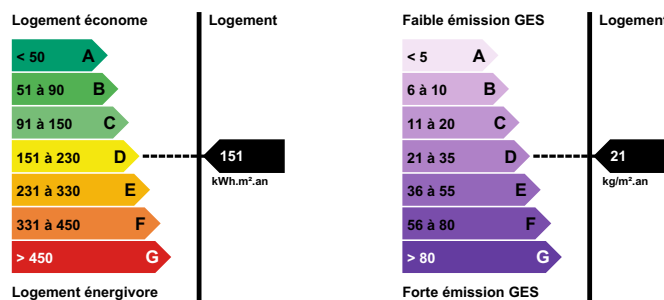 Logement économe
Logement
< 50 A
51 à 90 B
91 à 150 C
151 à 230 D
151
kWh.m².an
231 à 330 E
331 à 450 F
> 450 G
Logement énergivore
Faible émission GES
Logement
< 5 A
6 à 10 B
11 à 20 C
21 à 35 D
21
kg/m².an
36 à 55 E
56 à 80 F
> 80 G
Forte émission GES